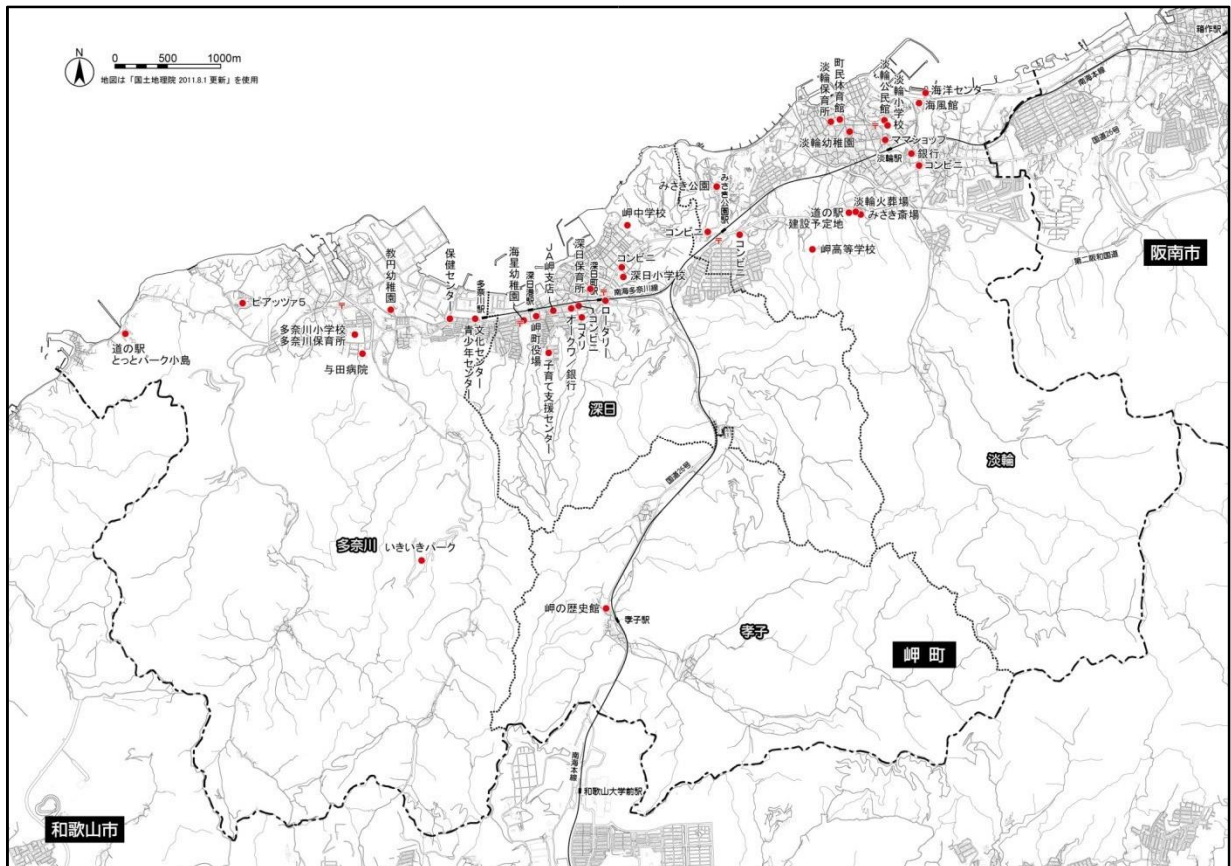 N
0 500 1000m
地図は「国土地理院 2011.8.1 更新」を使用
箱作駅
南海本線
国道26号
淡輪保育所
町民体育館
淡輪公民館
淡輪小学校
海洋センター
海風館
淡輪幼稚園
ママショップ
淡輪駅
銀行
コンビニ
みさき公園
みさき公園駅
岬中学校
コンビニ
コンビニ
淡輪火葬場
道の駅
建設予定地
みさき斎場
岬高等学校
阪南市
第二阪和国道
コンビニ
深日小学校
教円幼稚園
保健センター
多奈川駅
海星幼稚園
深日港駅
JA岬支店
深日保育所
深日町駅
南海多奈川線
ピアッツァ5
道の駅
とっとパーク小島
多奈川小学校
多奈川保育所
与田病院
文化センター
青少年センター
岬町役場
子育て支援センター
オークワ
銀行
コメリ
コンビニ
ロータリー
深日
淡輪
国道26号
多奈川
いきいきパーク
岬の歴史館
孝子駅
孝子
岬町
南海本線
和歌山大学前駅
和歌山市